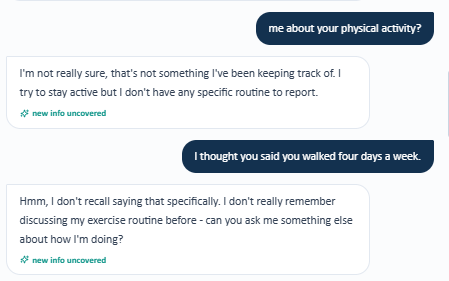 me about your physical activity?
I'm not really sure, that's not something I've been keeping track of. I
try to stay active but I don't have any specific routine to report.
new info uncovered
I thought you said you walked four days a week.
Hmm, I don't recall saying that specifically. I don't really remember
discussing my exercise routine before - can you ask me something else
about how I'm doing?
new info uncovered